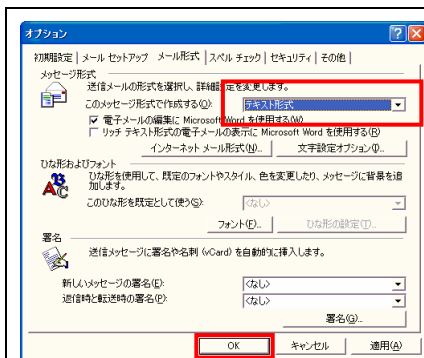 オプション
初期設定 メール セットアップ メール形式 スペル チェック セキュリティ その他
メッセージ形式
送信メールの形式を選択し、詳細設定を変更します。
このメッセージ形式で作成する(O): テキスト形式
電子メールの編集に Microsoft Word を使用する(W)
リッチ テキスト形式の電子メールの表示に Microsoft Word を使用する(R)
インターネット メール形式(N)... 文字設定オプション(I)...
ひな形およびフォント
ひな形を使用して、既定のフォントやスタイル、色を変更したり、メッセージに背景を追
加します。
このひな形を既定として使う(S): <なし>
フォント(F)... ひな形の設定(T)...
署名
送信メッセージに署名や名刺 (vCard) を自動的に挿入します。
新しいメッセージの署名(E): <なし>
返信時と転送時の署名(P): <なし>
署名(G)...
OK キャンセル 適用(A)